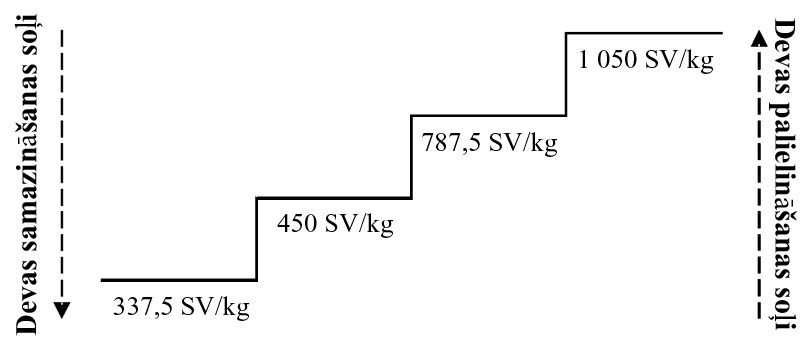 Devas samazināšanas soļi
1 050 SV/kg
787,5 SV/kg
450 SV/kg
337,5 SV/kg
Devas palielināšanas soļi